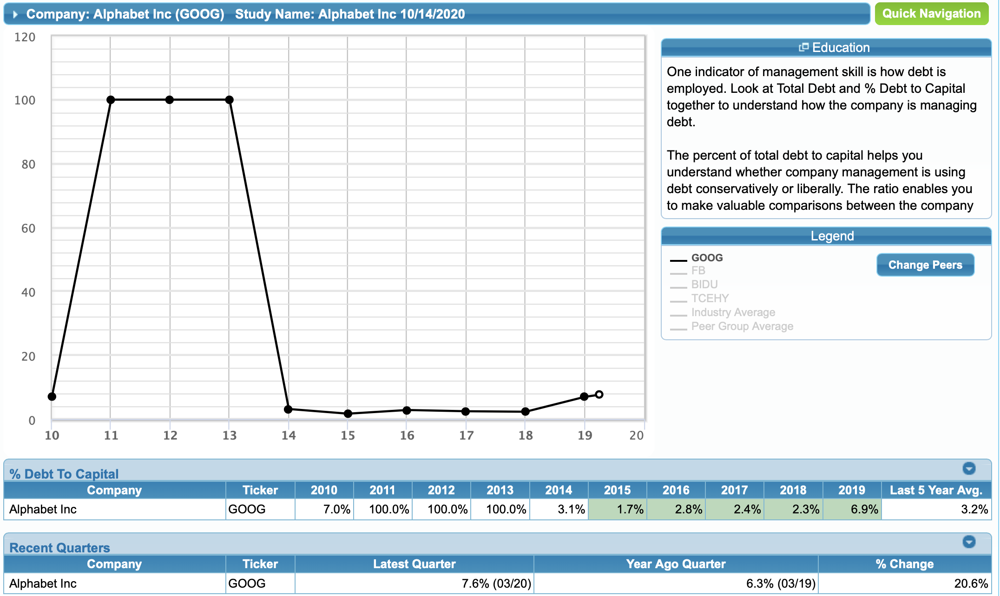 Company: Alphabet Inc (GOOG) Study Name: Alphabet Inc 10/14/2020
Quick Navigation
120
100
80
60
40
20
0
10 11 12 13 14 15 16 17 18 19 20
Education
One indicator of management skill is how debt is
employed. Look at Total Debt and % Debt to Capital
together to understand how the company is managing
debt.
The percent of total debt to capital helps you
understand whether company management is using
debt conservatively or liberally. The ratio enables you
to make valuable comparisons between the company
Legend
GOOG
FB
BIDU
TCEHY
Industry Average
Peer Group Average
Change Peers
% Debt To Capital
Company Ticker 2010 2011 2012 2013 2014 2015 2016 2017 2018 2019 Last 5 Year Avg.
Alphabet Inc GOOG 7.0% 100.0% 100.0% 100.0% 3.1% 1.7% 2.8% 2.4% 2.3% 6.9% 3.2%
Recent Quarters
Company Ticker Latest Quarter Year Ago Quarter % Change
Alphabet Inc GOOG 7.6% (03/20) 6.3% (03/19) 20.6%